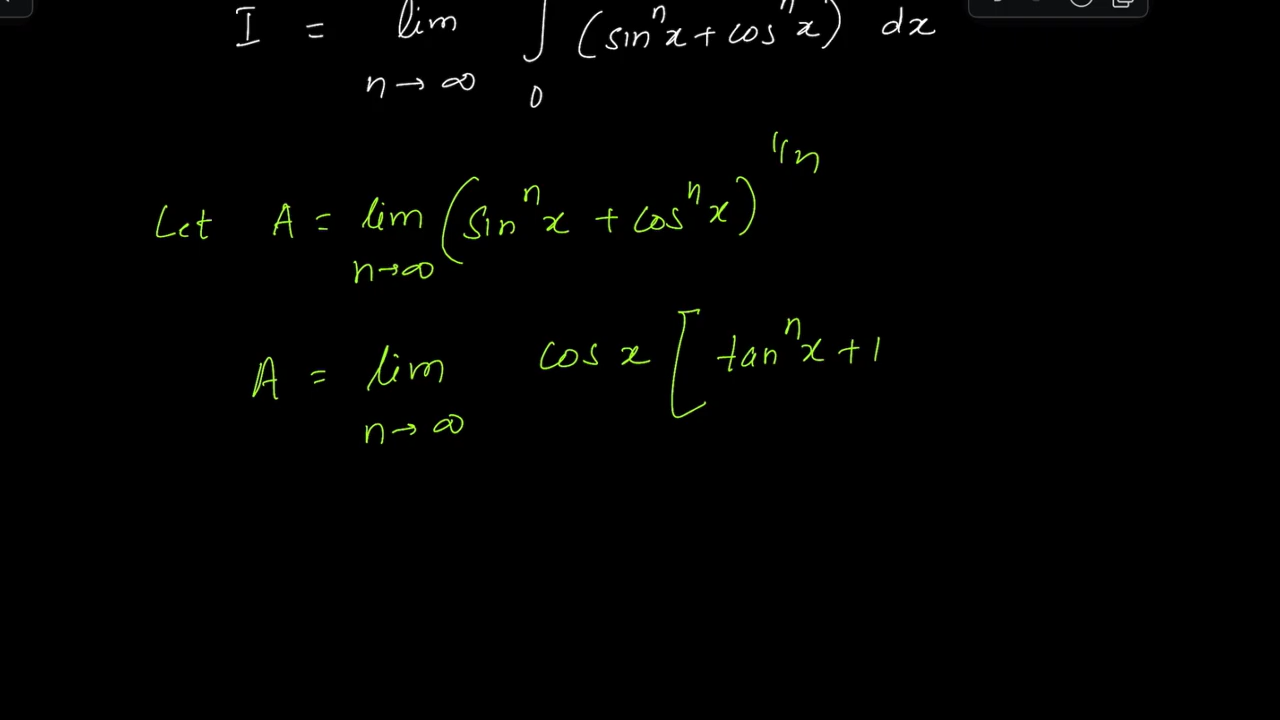 I = lim ∫ (sinⁿx + cosⁿx) dx
n → ∞ 0
Let A = lim (sinⁿx + cosⁿx)^1/n
n→∞
A = lim cos x [ tanⁿx + 1
n → ∞